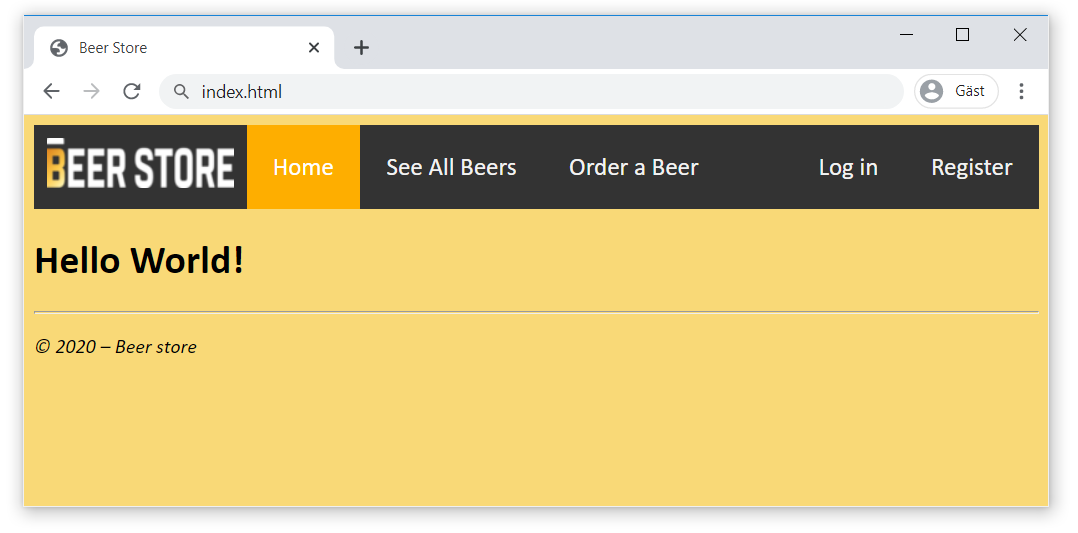 Beer Store
index.html
Gäst
BEER STORE Home See All Beers Order a Beer Log in Register
Hello World!
© 2020 – Beer store